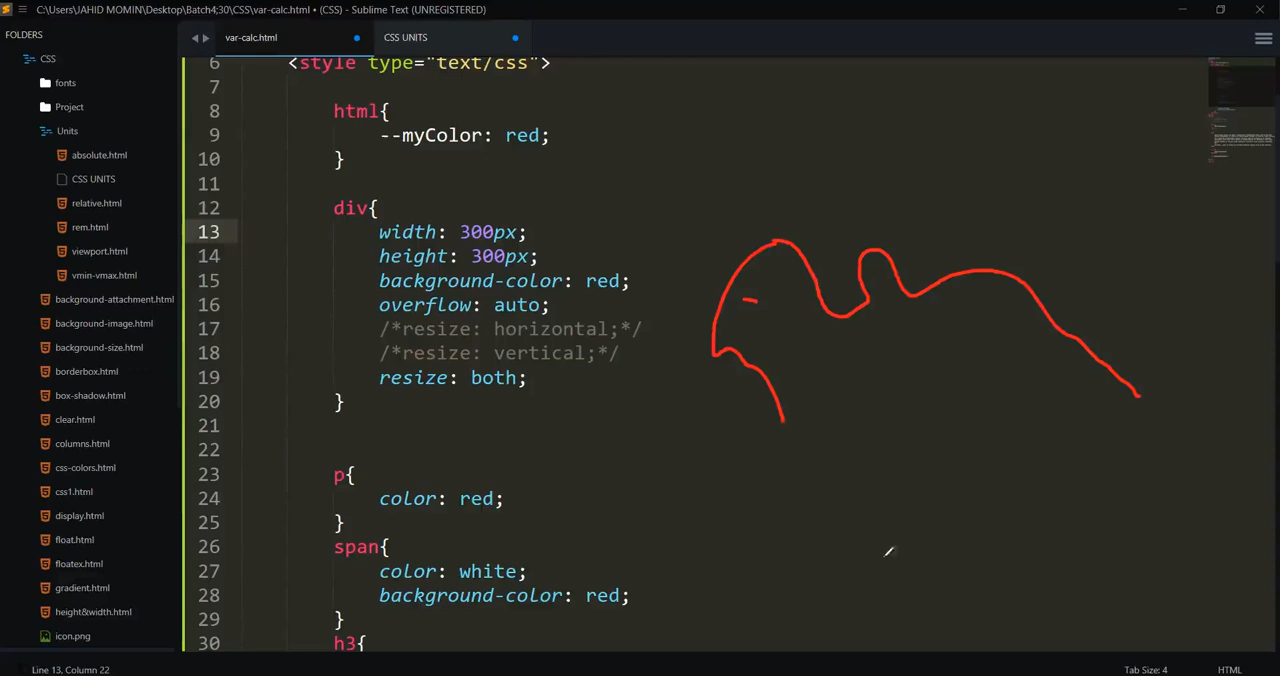 C:\Users\JAHID MOMIN\Desktop\Batch4;30\CSS\var-calc.html • (CSS) - Sublime Text (UNREGISTERED)
FOLDERS
CSS
fonts
Project
Units
absolute.html
CSS UNITS
relative.html
rem.html
viewport.html
vmin-vmax.html
background-attachment.html
background-image.html
background-size.html
borderbox.html
box-shadow.html
clear.html
columns.html
css-colors.html
css1.html
display.html
float.html
floatex.html
gradient.html
height&width.html
icon.png
var-calc.html
CSS UNITS
6 <style type="text/css">
7
8 html{
9 --myColor: red;
10 }
11
12 div{
13 width: 300px;
14 height: 300px;
15 background-color: red;
16 overflow: auto;
17 /*resize: horizontal;*/
18 /*resize: vertical;*/
19 resize: both;
20 }
21
22
23 p{
24 color: red;
25 }
26 span{
27 color: white;
28 background-color: red;
29 }
30 h3{
Line 13, Column 22
Tab Size: 4
HTML